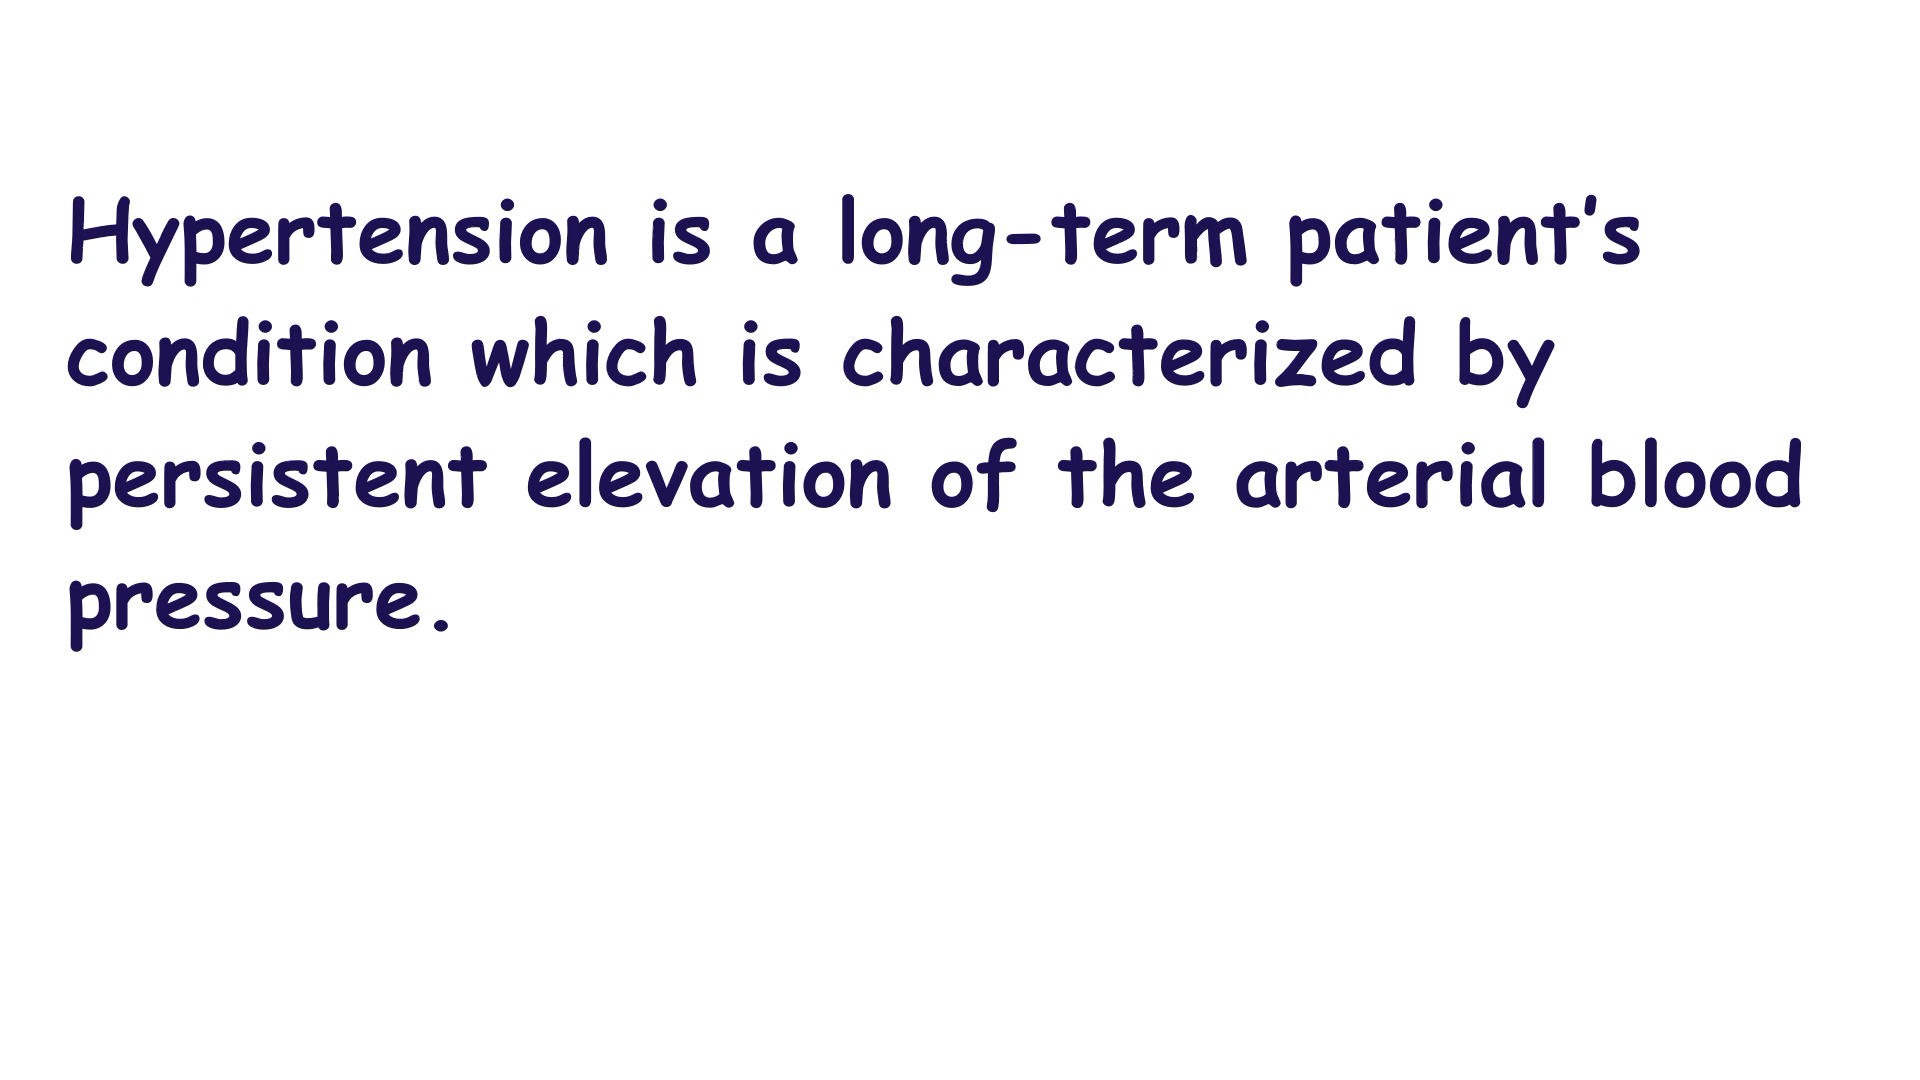 Hypertension is a long-term patient’s
condition which is characterized by
persistent elevation of the arterial blood
pressure.